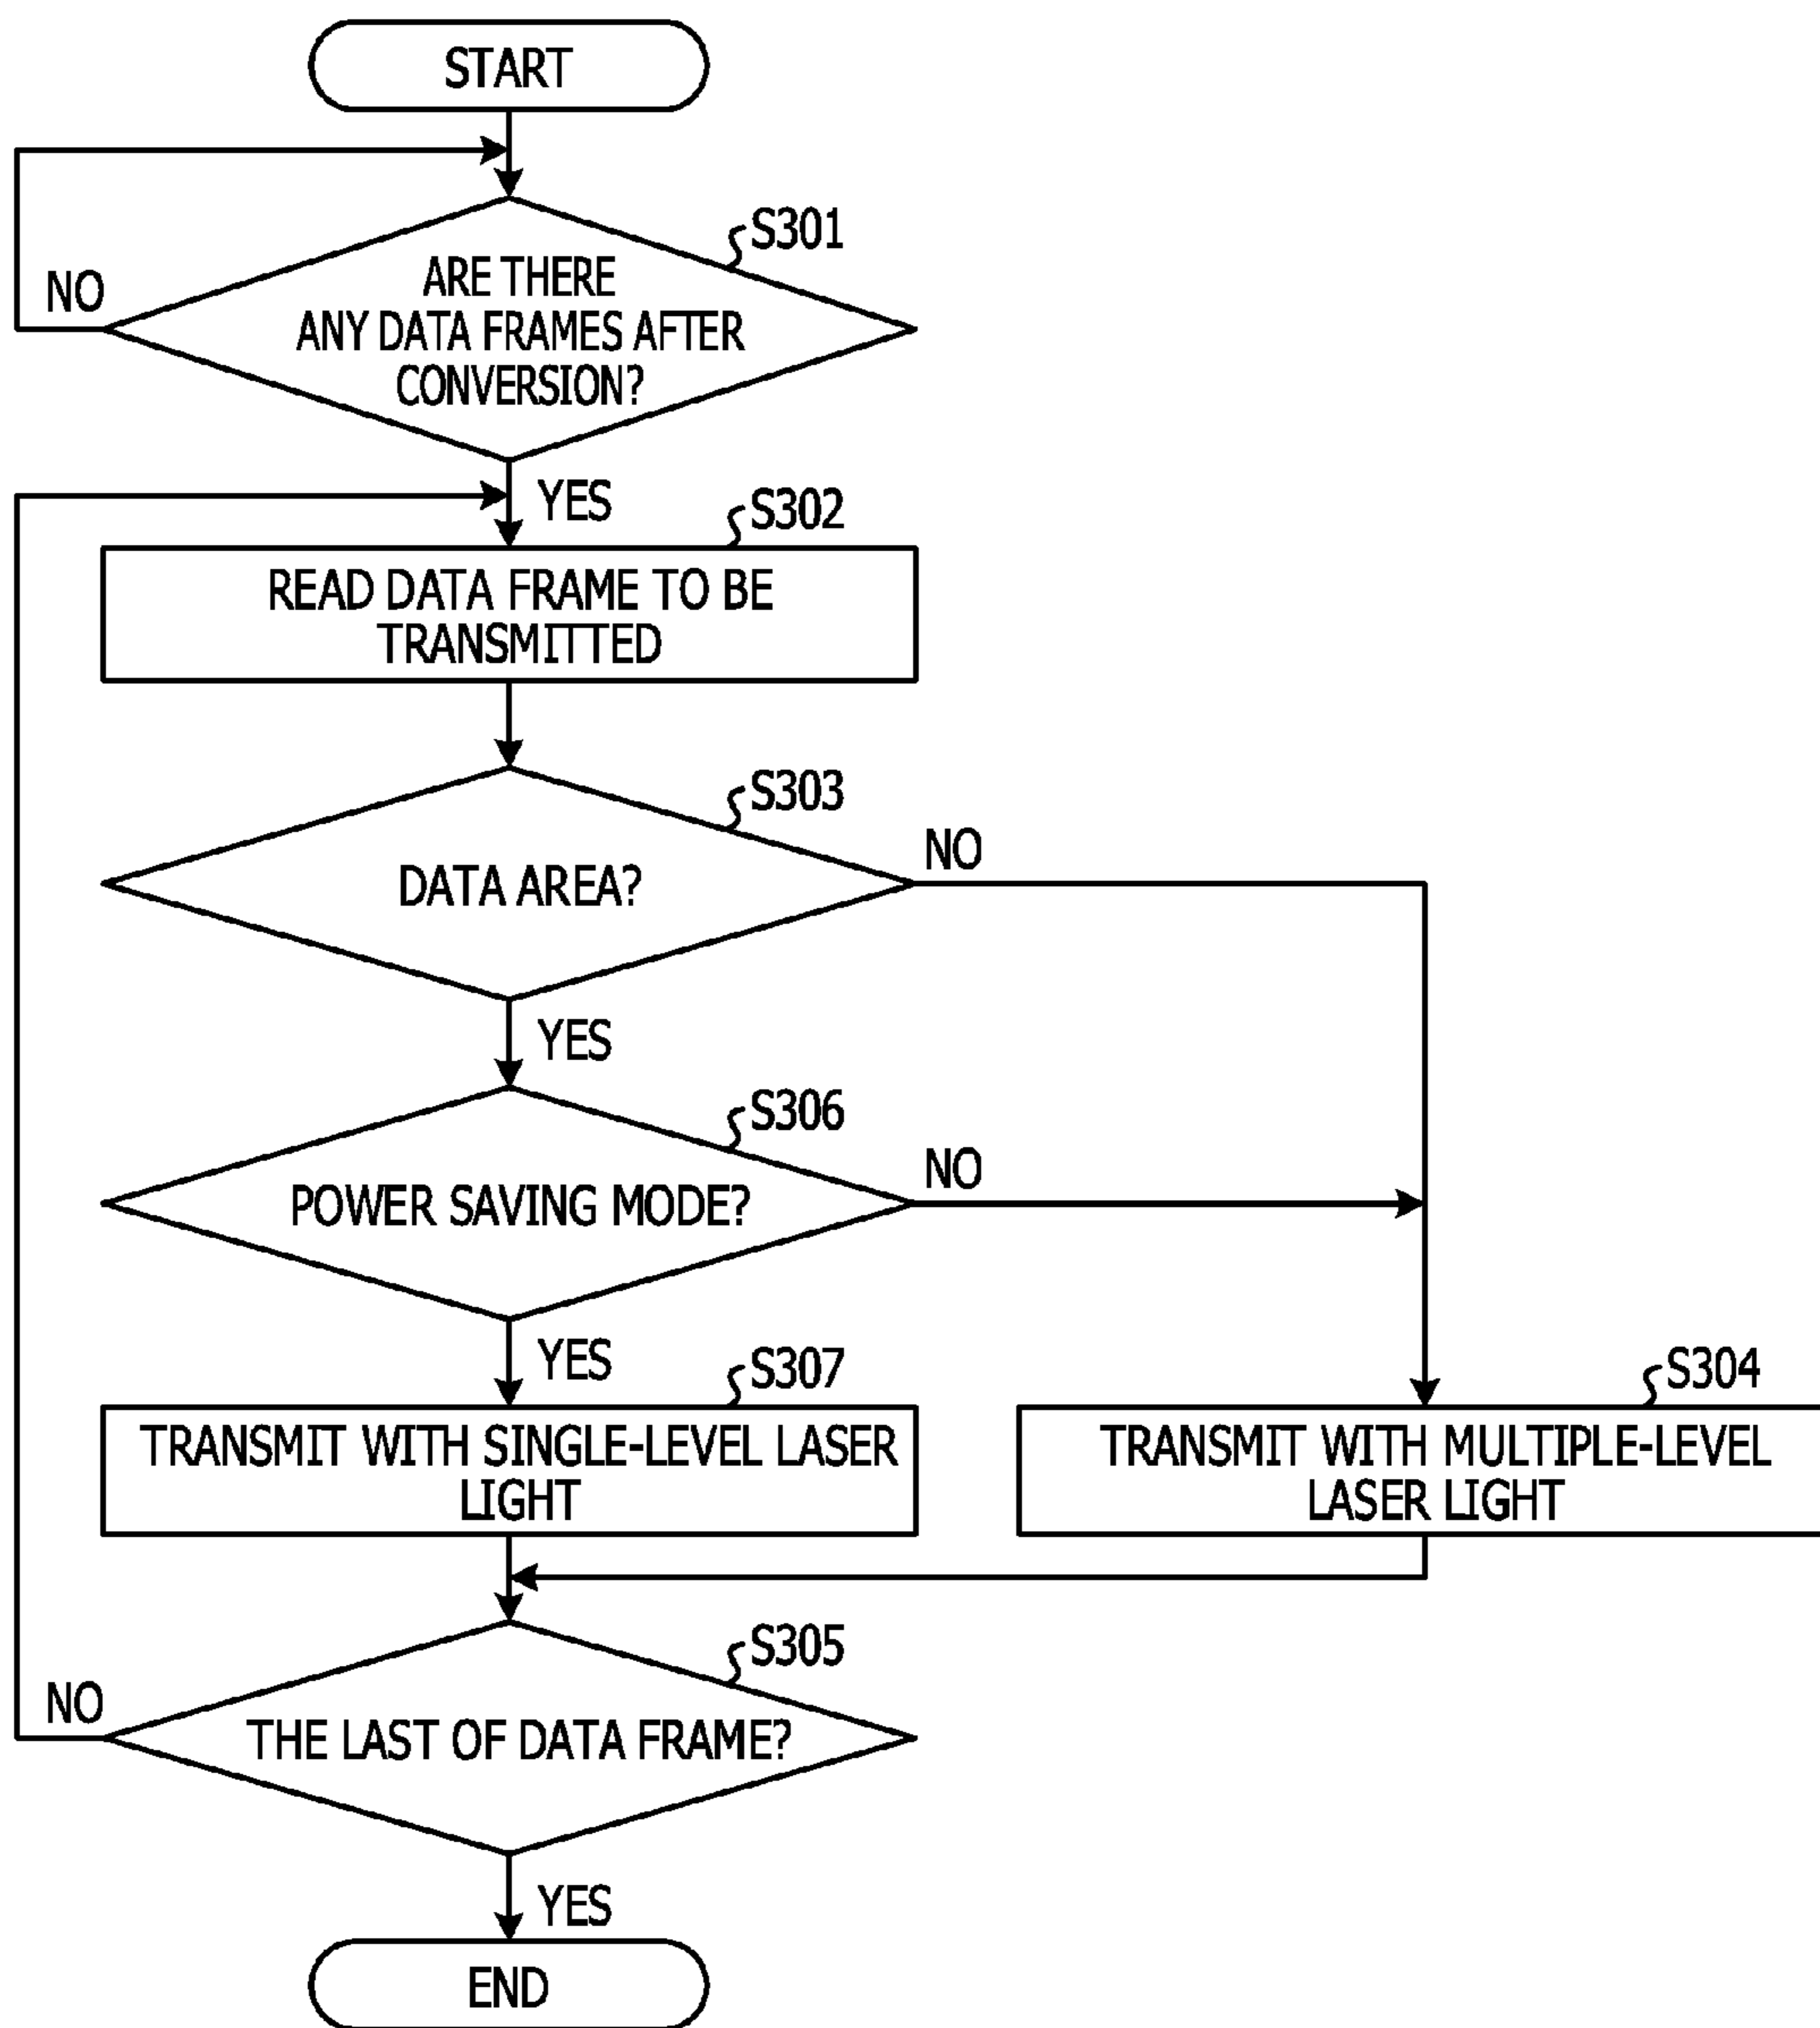 START
S301
ARE THERE
ANY DATA FRAMES AFTER
CONVERSION?
NO
YES
S302
READ DATA FRAME TO BE
TRANSMITTED
S303
DATA AREA?
NO
YES
S306
POWER SAVING MODE?
NO
YES
S307
TRANSMIT WITH SINGLE-LEVEL LASER
LIGHT
S304
TRANSMIT WITH MULTIPLE-LEVEL
LASER LIGHT
S305
THE LAST OF DATA FRAME?
NO
YES
END